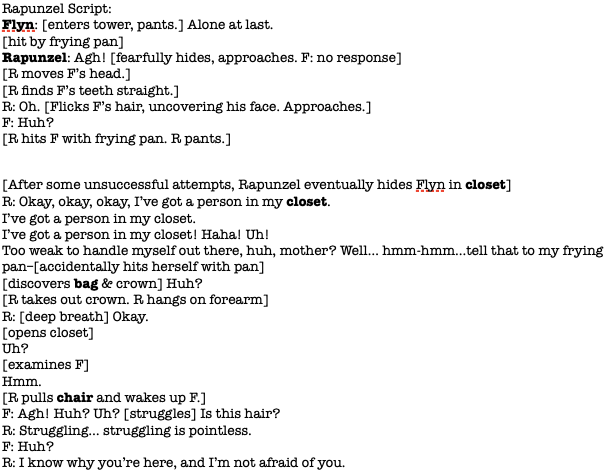 Rapunzel Script:
Flyn: [enters tower, pants.] Alone at last.
[hit by frying pan]
Rapunzel: Agh! [fearfully hides, approaches. F: no response]
[R moves F’s head.]
[R finds F’s teeth straight.]
R: Oh. [Flicks F’s hair, uncovering his face. Approaches.]
F: Huh?
[R hits F with frying pan. R pants.]
[After some unsuccessful attempts, Rapunzel eventually hides Flyn in closet]
R: Okay, okay, okay, I’ve got a person in my closet.
I’ve got a person in my closet.
I’ve got a person in my closet! Haha! Uh!
Too weak to handle myself out there, huh, mother? Well... hmm-hmm...tell that to my frying
pan–[accidentally hits herself with pan]
[discovers bag & crown] Huh?
[R takes out crown. R hangs on forearm]
R: [deep breath] Okay.
[opens closet]
Uh?
[examines F]
Hmm.
[R pulls chair and wakes up F.]
F: Agh! Huh? Uh? [struggles] Is this hair?
R: Struggling... struggling is pointless.
F: Huh?
R: I know why you’re here, and I’m not afraid of you.